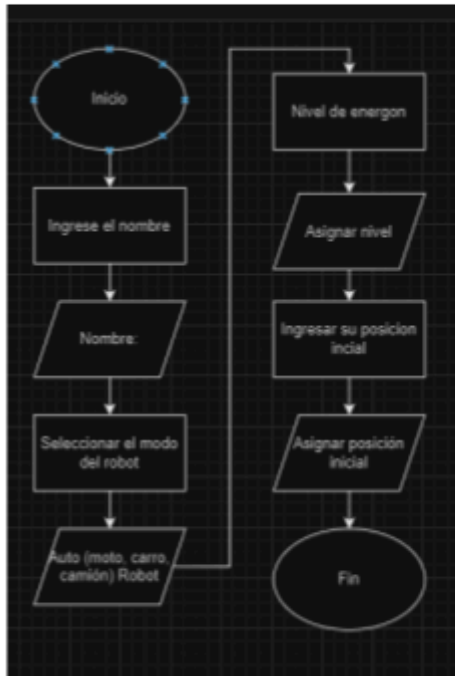 Inicio
Ingrese el nombre
Nombre:
Seleccionar el modo
del robot
Auto (moto, carro,
camión) Robot
Nivel de energon
Asignar nivel
Ingresar su posicion
incial
Asignar posición
inicial
Fin